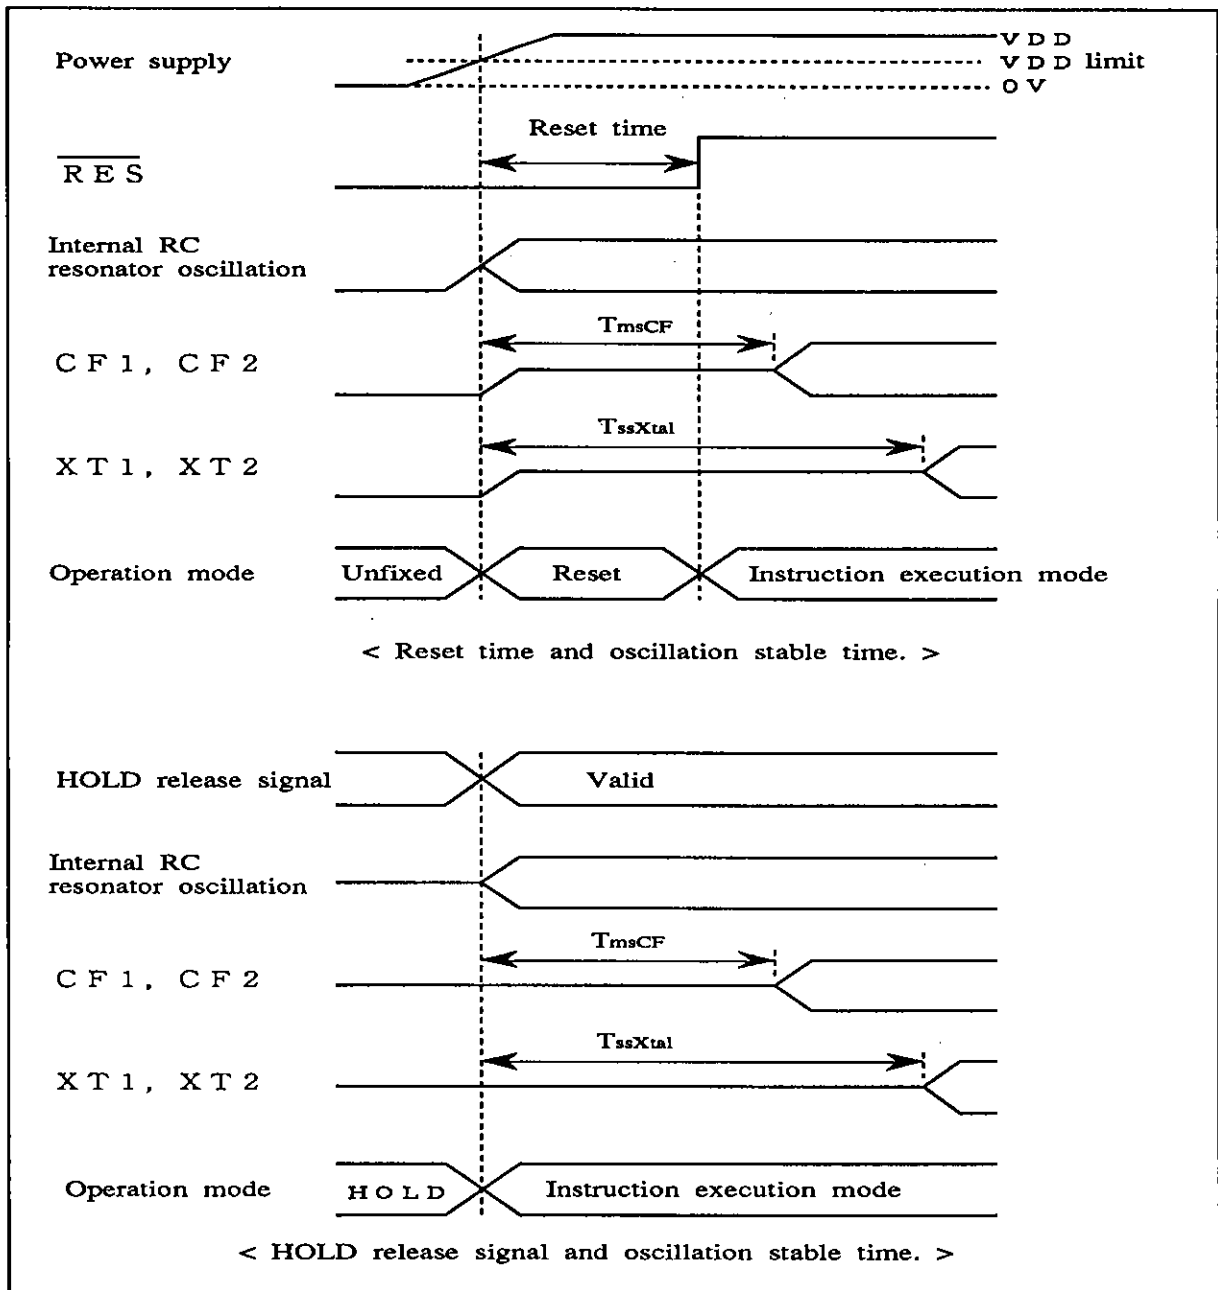 Power supply
VDD
VDD limit
0V
Reset time
RES
Internal RC
resonator oscillation
TmsCF
CF1, CF2
TssXtal
XT1, XT2
Operation mode Unfixed Reset Instruction execution mode
< Reset time and oscillation stable time. >
HOLD release signal Valid
Internal RC
resonator oscillation
TmsCF
CF1, CF2
TssXtal
XT1, XT2
Operation mode HOLD Instruction execution mode
< HOLD release signal and oscillation stable time. >